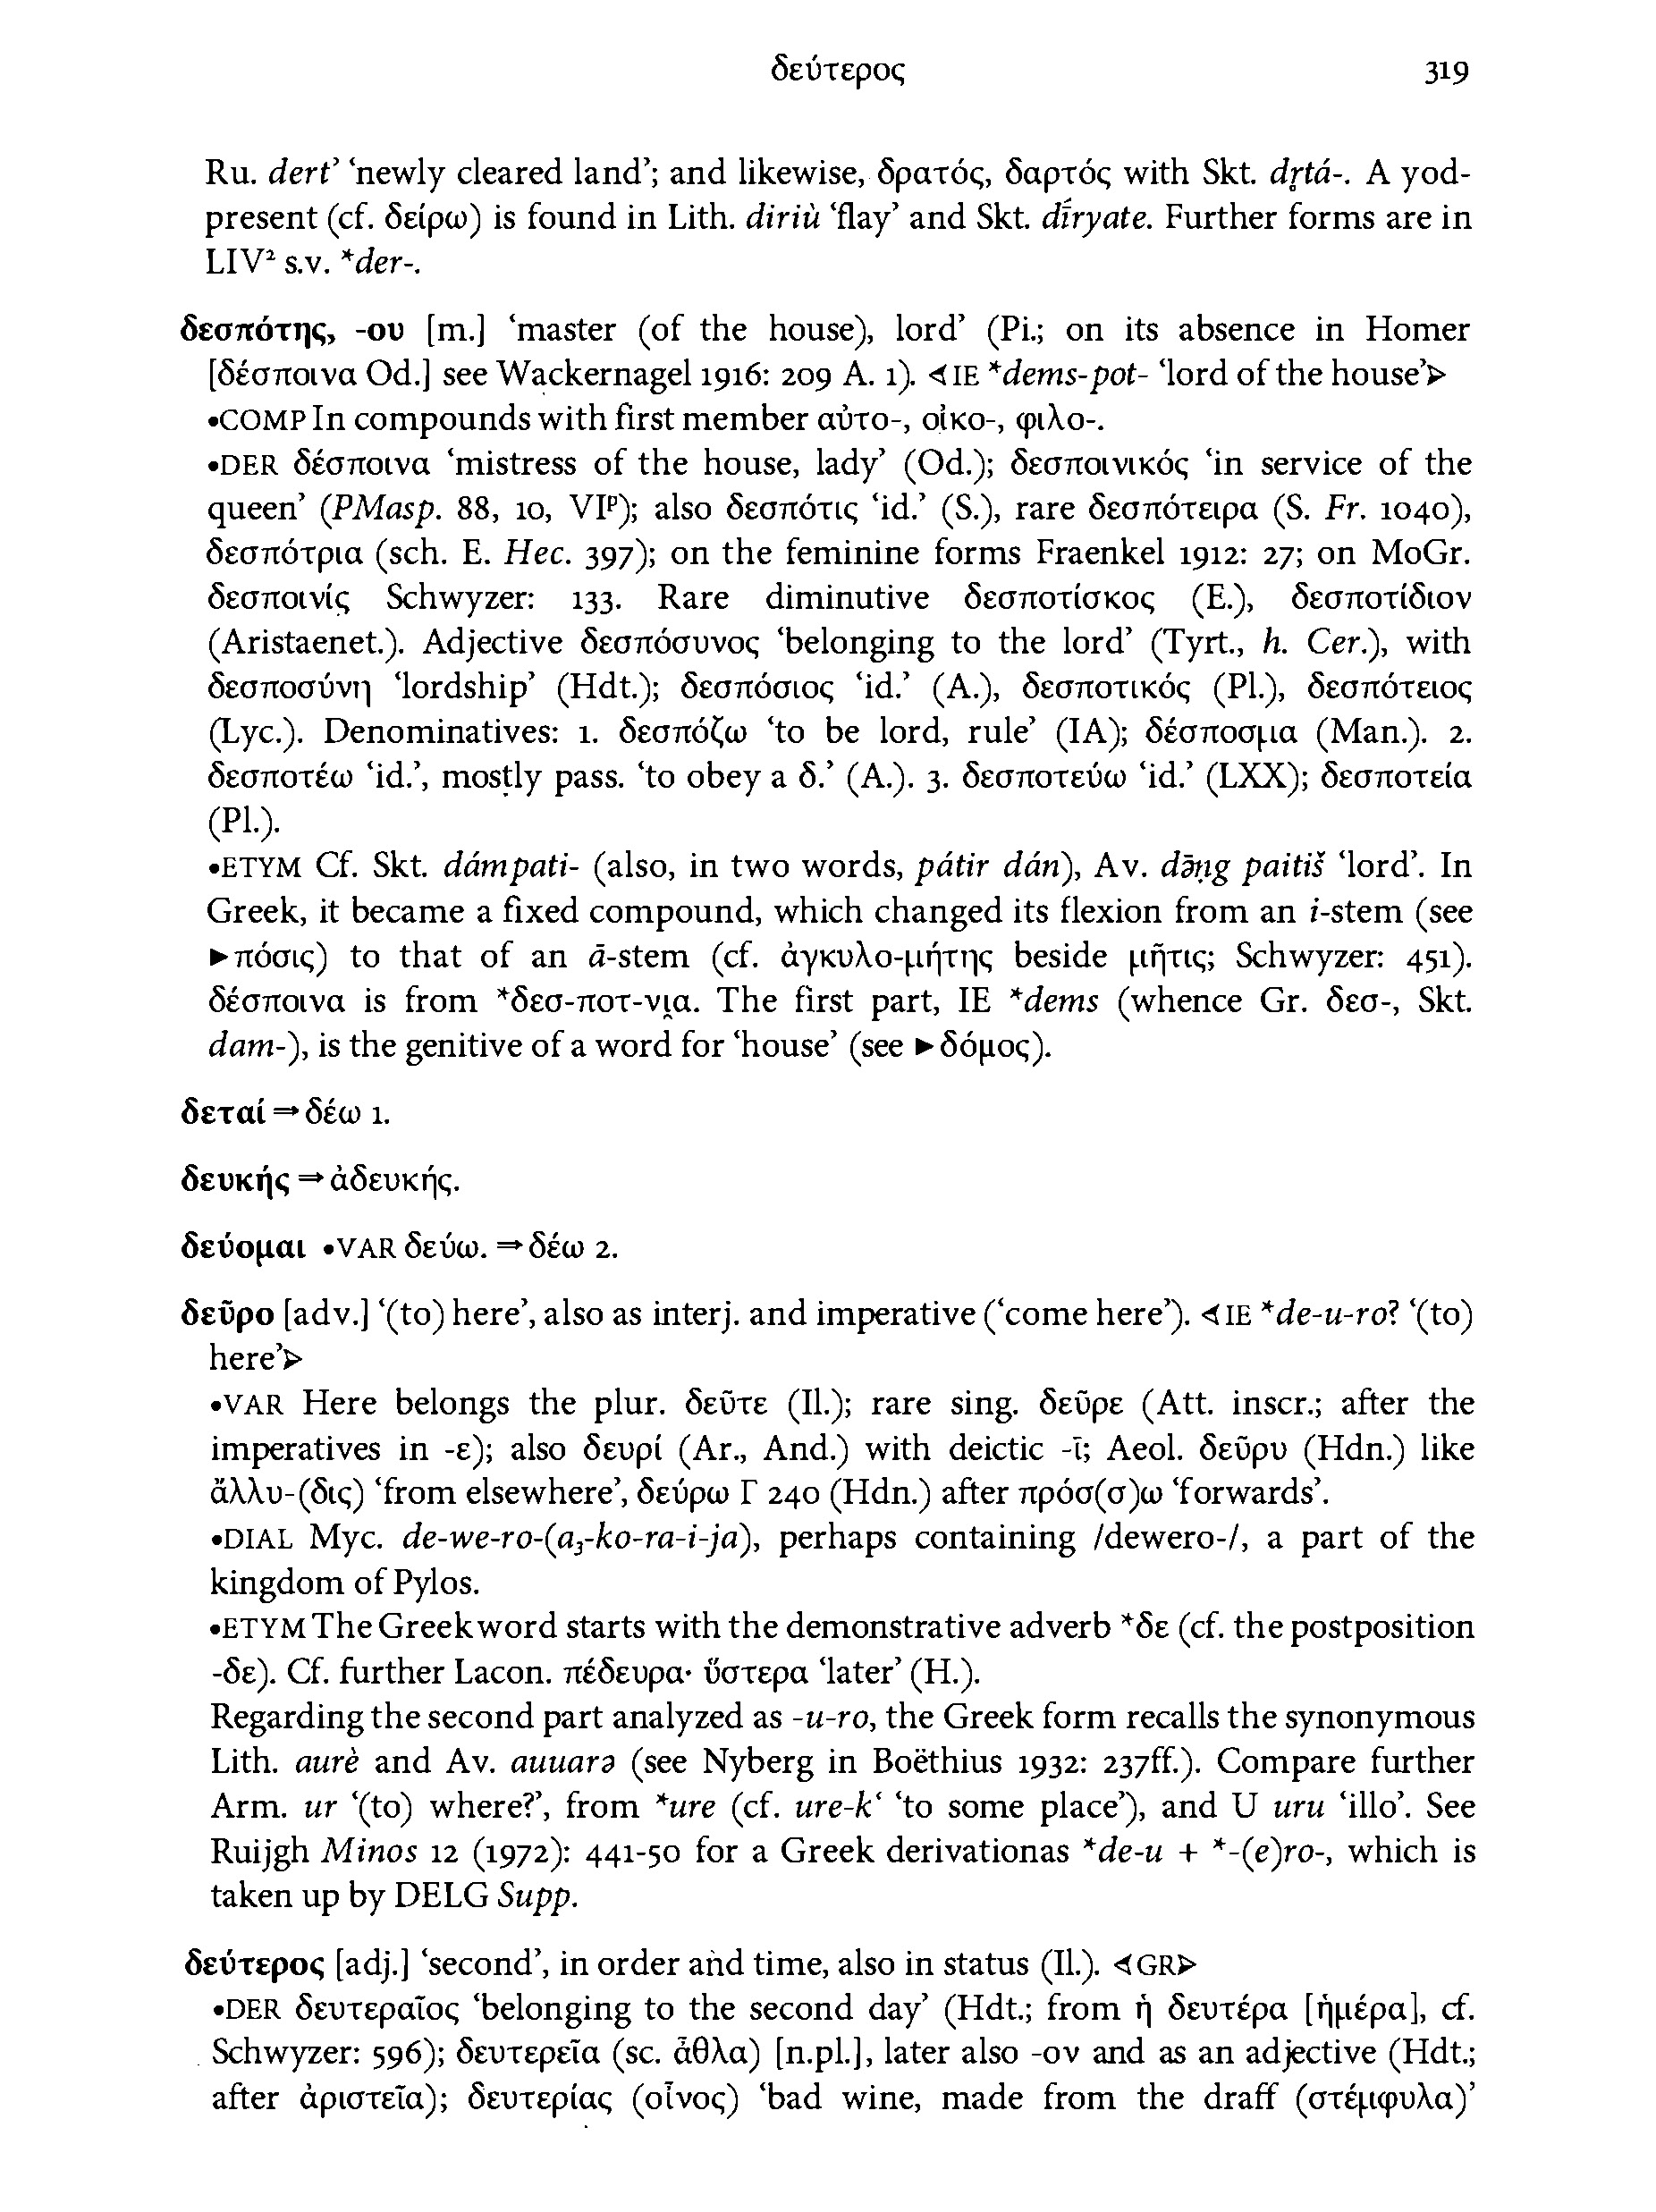 δεύτερος 319
Ru. dert’ ‘newly cleared land’; and likewise, δρατός, δαρτός with Skt. dr̥tá-. A yod-
present (cf. δείρω) is found in Lith. diriù ‘flay’ and Skt. dī́ryate. Further forms are in
LIV² s.v. *der-.
δεσπότης, -ου [m.] ‘master (of the house), lord’ (Pi.; on its absence in Homer
[δέσποινα Od.] see Wackernagel 1916: 209 A. 1). ⋖IE *dems-pot- ‘lord of the house’⋗
•COMP In compounds with first member αὐτο-, οἰκο-, φιλο-.
•DER δέσποινα ‘mistress of the house, lady’ (Od.); δεσποινικός ‘in service of the
queen’ (PMasp. 88, 10, VIᵖ); also δεσπότις ‘id.’ (S.), rare δεσπότειρα (S. Fr. 1040),
δεσπότρια (sch. E. Hec. 397); on the feminine forms Fraenkel 1912: 27; on MoGr.
δεσποινίς Schwyzer: 133. Rare diminutive δεσποτίσκος (E.), δεσποτίδιον
(Aristaenet.). Adjective δεσπόσυνος ‘belonging to the lord’ (Tyrt., h. Cer.), with
δεσποσύνη ‘lordship’ (Hdt.); δεσπόσιος ‘id.’ (A.), δεσποτικός (Pl.), δεσπότειος
(Lyc.). Denominatives: 1. δεσπόζω ‘to be lord, rule’ (IA); δέσποσμα (Man.). 2.
δεσποτέω ‘id.’, mostly pass. ‘to obey a δ.’ (A.). 3. δεσποτεύω ‘id.’ (LXX); δεσποτεία
(Pl.).
•ETYM Cf. Skt. dámpati- (also, in two words, pátir dán), Av. də̄ṇg paitiš ‘lord’. In
Greek, it became a fixed compound, which changed its flexion from an i-stem (see
►πόσις) to that of an ā-stem (cf. ἀγκυλο-μήτης beside μῆτις; Schwyzer: 451).
δέσποινα is from *δεσ-ποτ-νι̯α. The first part, IE *dems (whence Gr. δεσ-, Skt.
dam-), is the genitive of a word for ‘house’ (see ►δόμος).
δεταί ⇒ δέω 1.
δευκής ⇒ ἀδευκής.
δεύομαι •VAR δεύω. ⇒ δέω 2.
δεῦρο [adv.] ‘(to) here’, also as interj. and imperative (‘come here’). ⋖IE *de-u-ro? ‘(to)
here’⋗
•VAR Here belongs the plur. δεῦτε (Il.); rare sing. δεῦρε (Att. inscr.; after the
imperatives in -ε); also δευρί (Ar., And.) with deictic -ῑ; Aeol. δεῦρυ (Hdn.) like
ἄλλυ-(δις) ‘from elsewhere’, δεύρω Γ 240 (Hdn.) after πρόσ(σ)ω ‘forwards’.
•DIAL Myc. de-we-ro-(a₃-ko-ra-i-ja), perhaps containing /dewero-/, a part of the
kingdom of Pylos.
•ETYM The Greek word starts with the demonstrative adverb *δε (cf. the postposition
-δε). Cf. further Lacon. πέδευρα· ὕστερα ‘later’ (H.).
Regarding the second part analyzed as -u-ro, the Greek form recalls the synonymous
Lith. aurè and Av. auuarə (see Nyberg in Boëthius 1932: 237ff.). Compare further
Arm. ur ‘(to) where?’, from *ure (cf. ure-kʻ ‘to some place’), and U uru ‘illo’. See
Ruijgh Minos 12 (1972): 441-50 for a Greek derivationas *de-u + *-(e)ro-, which is
taken up by DELG Supp.
δεύτερος [adj.] ‘second’, in order and time, also in status (Il.). ⋖GR⋗
•DER δευτεραῖος ‘belonging to the second day’ (Hdt.; from ἡ δευτέρα [ἡμέρα], cf.
Schwyzer: 596); δευτερεῖα (sc. ἆθλα) [n.pl.], later also -ον and as an adjective (Hdt.;
after ἀριστεῖα); δευτερίας (οἶνος) ‘bad wine, made from the draff (στέμφυλα)’